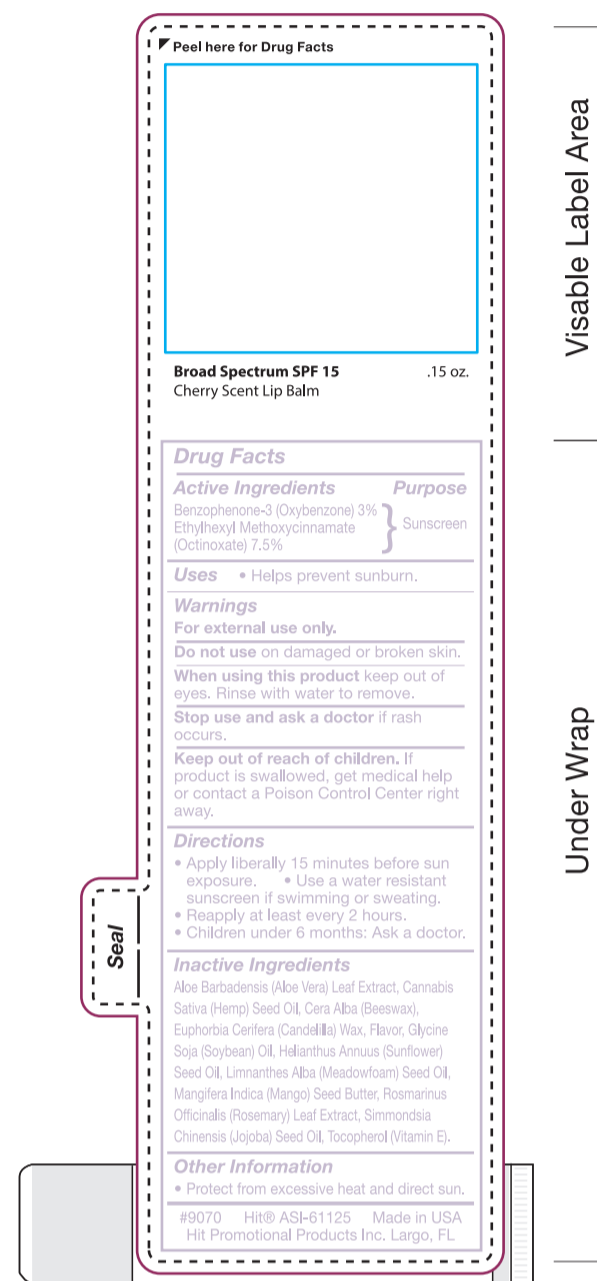 Peel here for Drug Facts
Broad Spectrum SPF 15 .15 oz.
Cherry Scent Lip Balm
Drug Facts
Active Ingredients Purpose
Benzophenone-3 (Oxybenzone) 3%
Ethylhexyl Methoxycinnamate } Sunscreen
(Octinoxate) 7.5%
Uses • Helps prevent sunburn.
Warnings
For external use only.
Do not use on damaged or broken skin.
When using this product keep out of
eyes. Rinse with water to remove.
Stop use and ask a doctor if rash
occurs.
Keep out of reach of children. If
product is swallowed, get medical help
or contact a Poison Control Center right
away.
Directions
• Apply liberally 15 minutes before sun
exposure. • Use a water resistant
sunscreen if swimming or sweating.
• Reapply at least every 2 hours.
• Children under 6 months: Ask a doctor.
Inactive Ingredients
Aloe Barbadensis (Aloe Vera) Leaf Extract, Cannabis
Sativa (Hemp) Seed Oil, Cera Alba (Beeswax),
Euphorbia Cerifera (Candelilla) Wax, Flavor, Glycine
Soja (Soybean) Oil, Helianthus Annuus (Sunflower)
Seed Oil, Limnanthes Alba (Meadowfoam) Seed Oil,
Mangifera Indica (Mango) Seed Butter, Rosmarinus
Officinalis (Rosemary) Leaf Extract, Simmondsia
Chinensis (Jojoba) Seed Oil, Tocopherol (Vitamin E).
Other Information
• Protect from excessive heat and direct sun.
#9070 Hit® ASI-61125 Made in USA
Hit Promotional Products Inc. Largo, FL
Seal
Visable Label Area
Under Wrap